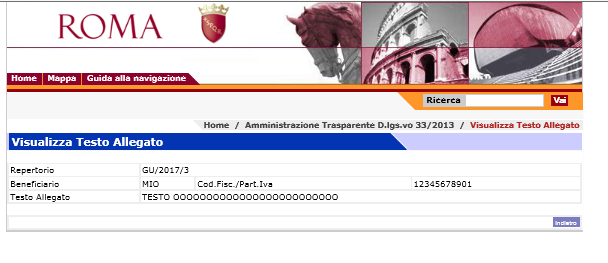 ROMA
Home | Mappa | Guida alla navigazione
Ricerca Vai
Home / Amministrazione Trasparente D.lgs.vo 33/2013 / Visualizza Testo Allegato
Visualizza Testo Allegato
Repertorio GU/2017/3
Beneficiario MIO Cod.Fisc./Part.Iva 12345678901
Testo Allegato TESTO OOOOOOOOOOOOOOOOOOOOOOOOOO
Indietro